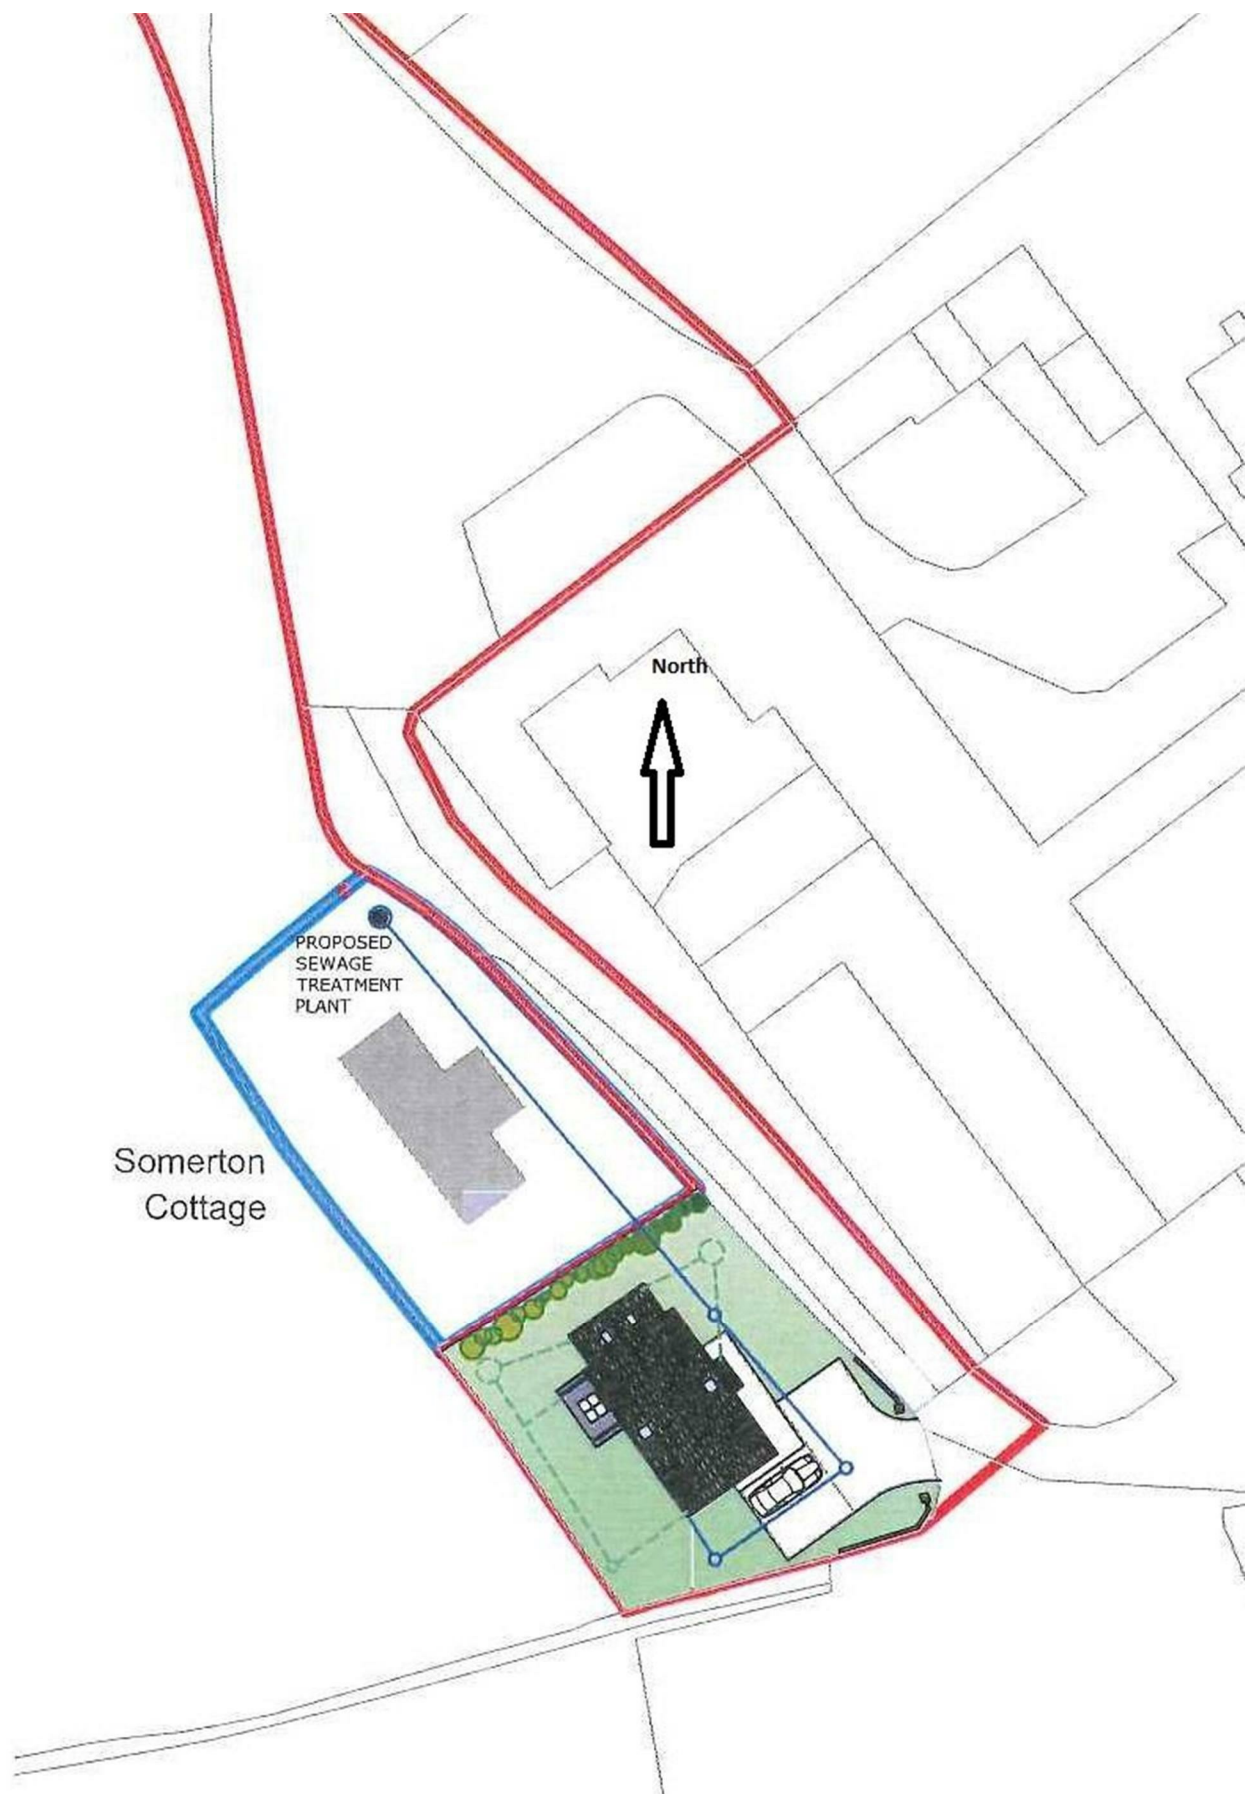 North
PROPOSED
SEWAGE
TREATMENT
PLANT
Somerton
Cottage